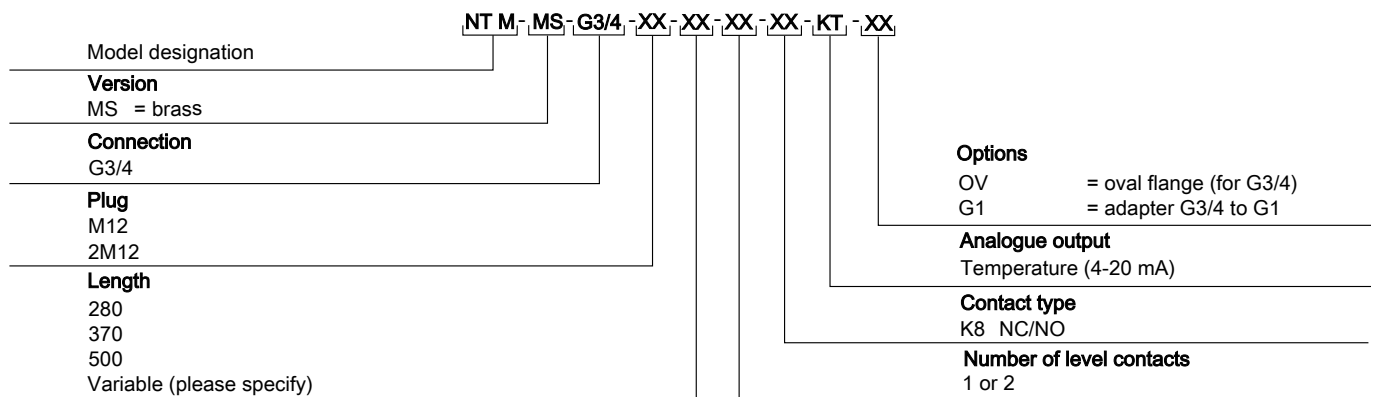 NT M - MS - G3/4 - XX - XX - XX - XX - KT - XX
Model designation
Version
MS = brass
Connection
G3/4
Plug
M12
2M12
Length
280
370
500
Variable (please specify)
Options
OV = oval flange (for G3/4)
G1 = adapter G3/4 to G1
Analogue output
Temperature (4-20 mA)
Contact type
K8 NC/NO
Number of level contacts
1 or 2